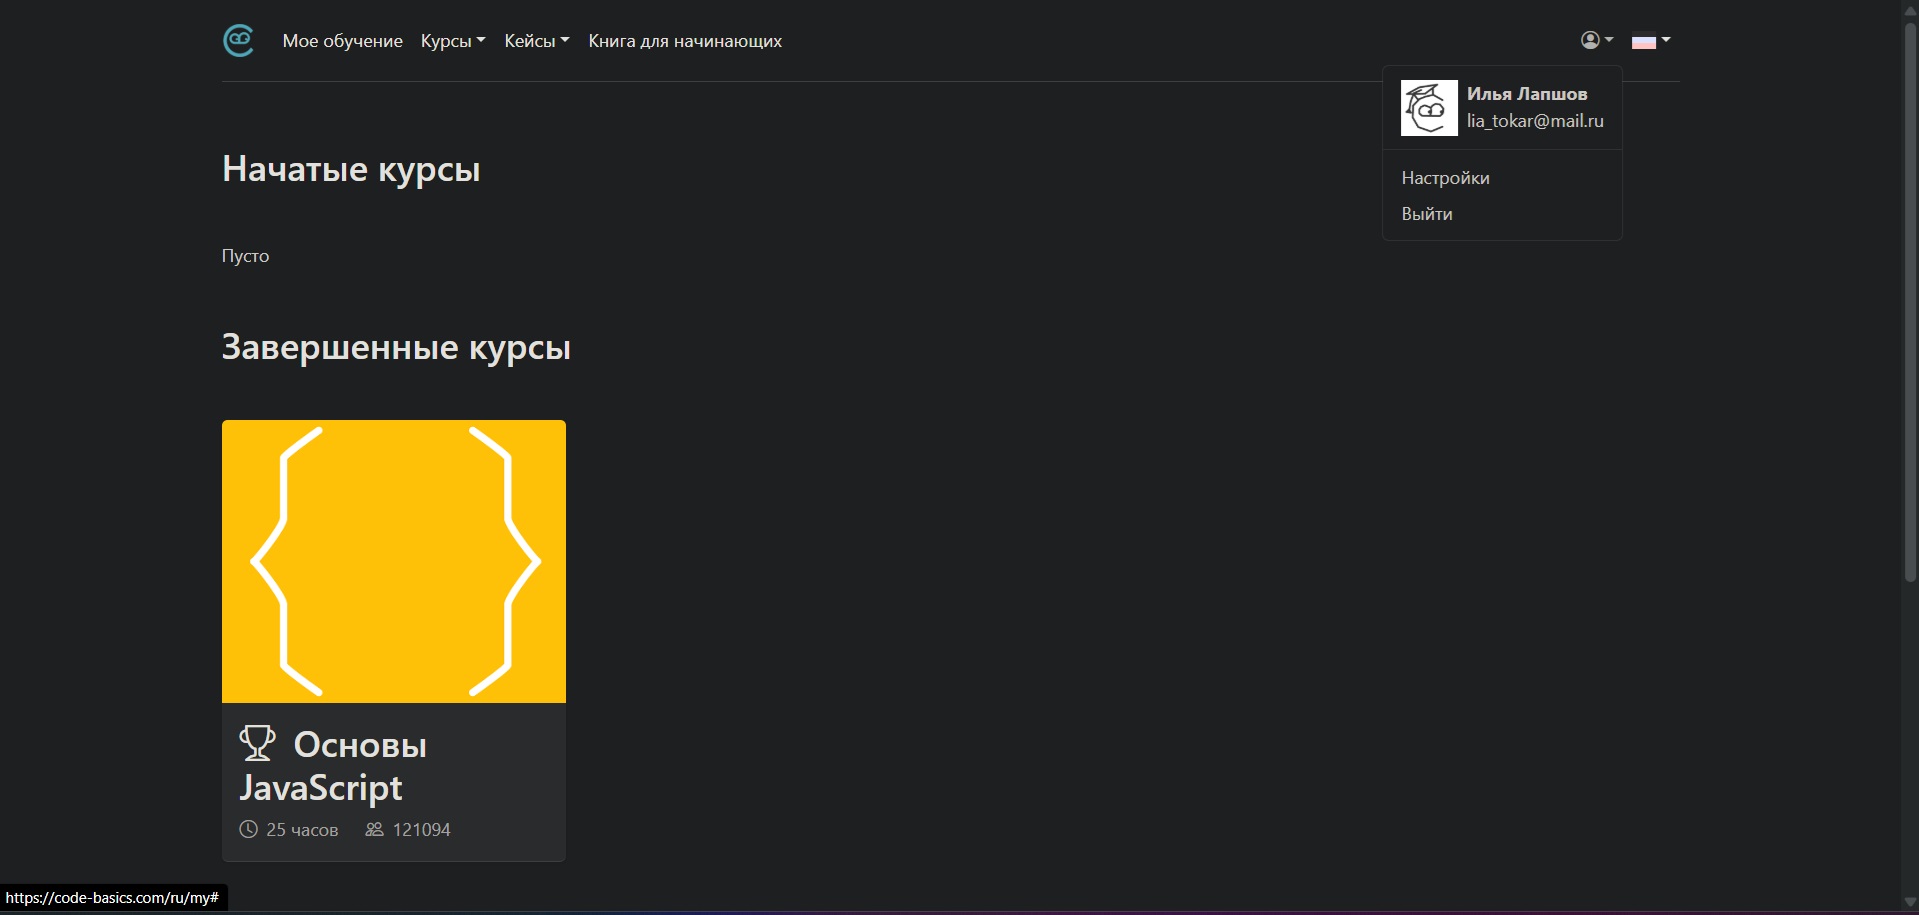 Мое обучение Курсы Кейсы Книга для начинающих
Илья Лапшов
lia_tokar@mail.ru
Настройки
Выйти
Начатые курсы
Пусто
Завершенные курсы
Основы
JavaScript
25 часов 121094
https://code-basics.com/ru/my#